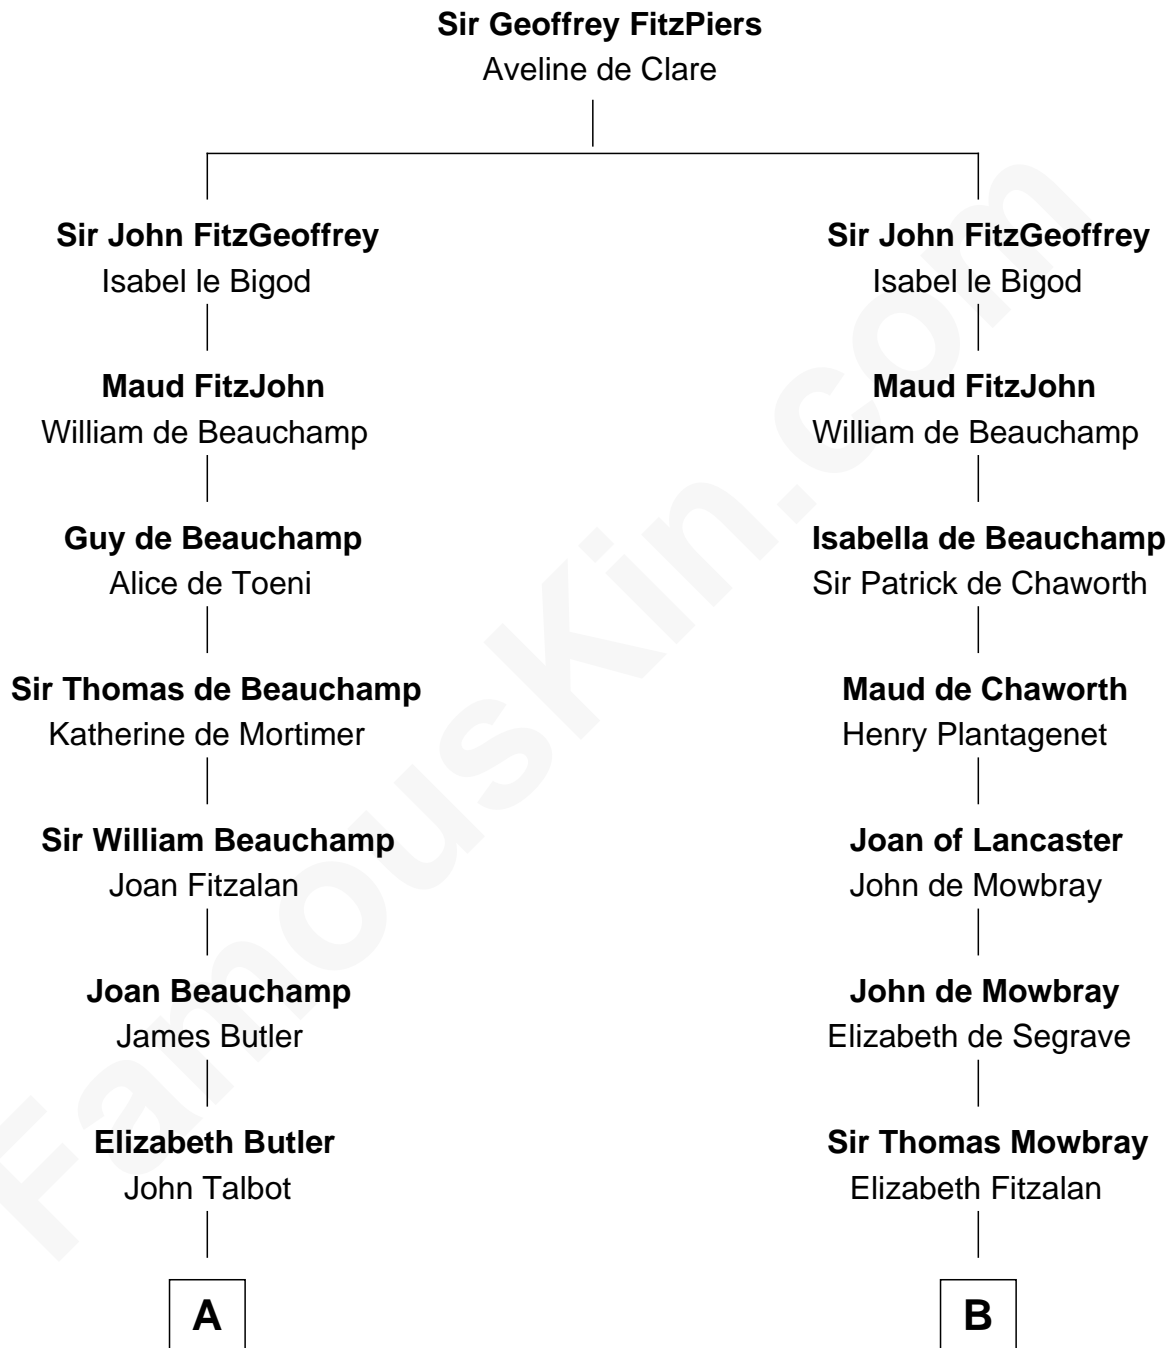 Sir Geoffrey FitzPiers
Aveline de Clare
Sir John FitzGeoffrey
Isabel le Bigod
Maud FitzJohn
William de Beauchamp
Guy de Beauchamp
Alice de Toeni
Sir Thomas de Beauchamp
Katherine de Mortimer
Sir William Beauchamp
Joan Fitzalan
Joan Beauchamp
James Butler
Elizabeth Butler
John Talbot
A
Sir John FitzGeoffrey
Isabel le Bigod
Maud FitzJohn
William de Beauchamp
Isabella de Beauchamp
Sir Patrick de Chaworth
Maud de Chaworth
Henry Plantagenet
Joan of Lancaster
John de Mowbray
John de Mowbray
Elizabeth de Segrave
Sir Thomas Mowbray
Elizabeth Fitzalan
B
FamousKin.com